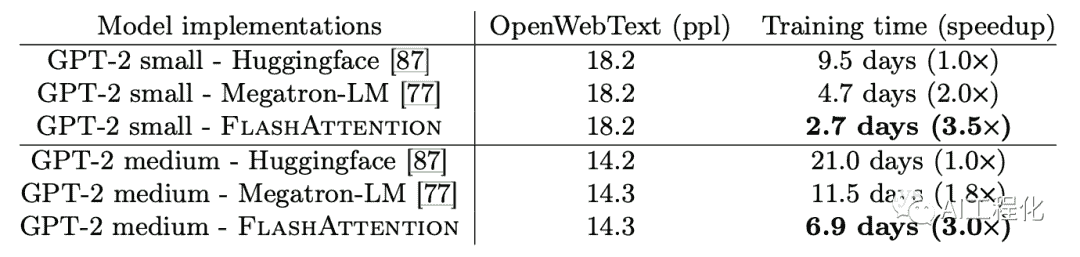 Model implementations OpenWebText (ppl) Training time (speedup)
GPT-2 small - Huggingface [87] 18.2 9.5 days (1.0×)
GPT-2 small - Megatron-LM [77] 18.2 4.7 days (2.0×)
GPT-2 small - FLASHATTENTION 18.2 2.7 days (3.5×)
GPT-2 medium - Huggingface [87] 14.2 21.0 days (1.0×)
GPT-2 medium - Megatron-LM [77] 14.3 11.5 days (1.8×)
GPT-2 medium - FLASHATTENTION 14.3 6.9 days (3.0×)
AI工程化